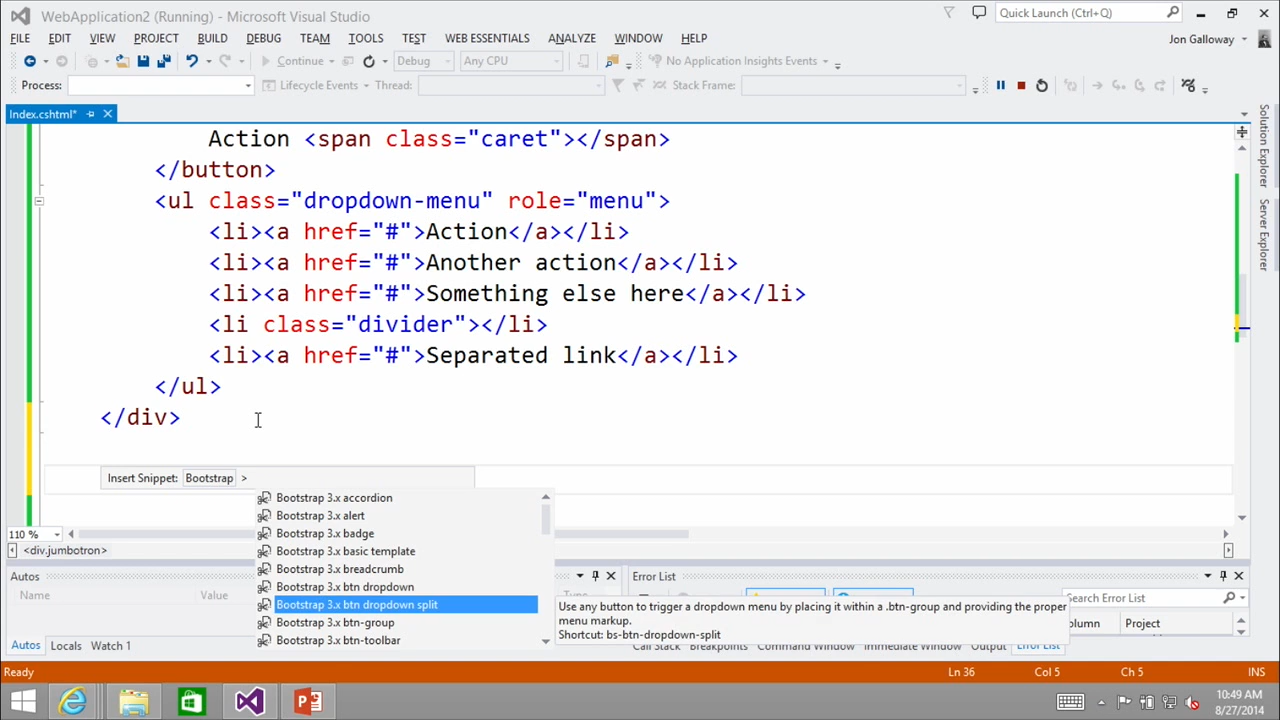 WebApplication2 (Running) - Microsoft Visual Studio
Quick Launch (Ctrl+Q)
FILE EDIT VIEW PROJECT BUILD DEBUG TEAM TOOLS TEST WEB ESSENTIALS ANALYZE WINDOW HELP
Jon Galloway
Continue Debug Any CPU No Application Insights Events
Process: Lifecycle Events Thread: Stack Frame:
Index.cshtml*
Solution Explorer
Server Explorer
Action <span class="caret"></span>
</button>
<ul class="dropdown-menu" role="menu">
<li><a href="#">Action</a></li>
<li><a href="#">Another action</a></li>
<li><a href="#">Something else here</a></li>
<li class="divider"></li>
<li><a href="#">Separated link</a></li>
</ul>
</div>
Insert Snippet: Bootstrap >
Bootstrap 3.x accordion
Bootstrap 3.x alert
Bootstrap 3.x badge
Bootstrap 3.x basic template
Bootstrap 3.x breadcrumb
Bootstrap 3.x btn dropdown
Bootstrap 3.x btn dropdown split
Bootstrap 3.x btn-group
Bootstrap 3.x btn-toolbar
Use any button to trigger a dropdown menu by placing it within a .btn-group and providing the proper
menu markup.
Shortcut: bs-btn-dropdown-split
110 %
<div.jumbotron>
Autos
Error List
Name Value Type
Search Error List
Project
Autos Locals Watch 1
Call Stack Breakpoints Command Window Immediate Window Output Error List
Ready Ln 36 Col 5 Ch 5 INS
10:49 AM
8/27/2014